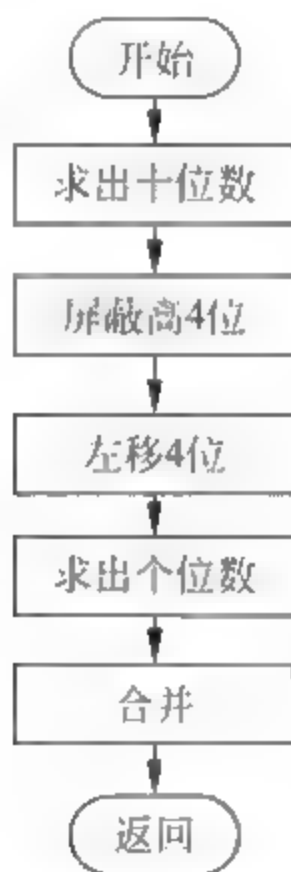 开始
求出十位数
屏蔽高4位
左移4位
求出个位数
合并
返回